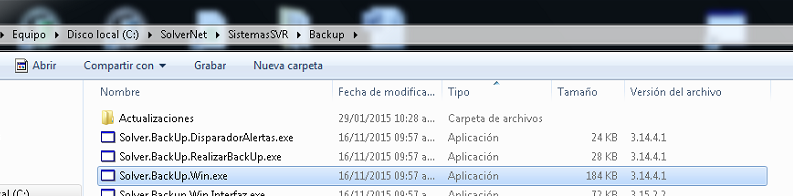 Equipo ▸ Disco local (C:) ▸ SolverNet ▸ SistemasSVR ▸ Backup ▸
Abrir Compartir con Grabar Nueva carpeta
Nombre Fecha de modifica... Tipo Tamaño Versión del archivo
Actualizaciones 29/01/2015 10:28 a... Carpeta de archivos
Solver.BackUp.DisparadorAlertas.exe 16/11/2015 09:57 a... Aplicación 24 KB 3.14.4.1
Solver.BackUp.RealizarBackUp.exe 16/11/2015 09:57 a... Aplicación 28 KB 3.14.4.1
Solver.BackUp.Win.exe 16/11/2015 09:57 a... Aplicación 184 KB 3.14.4.1
(C:) Solver.Backup.Win.Interfaz.exe 16/11/2015 09:57 a... Aplicación 72 KB 3.15.2.2